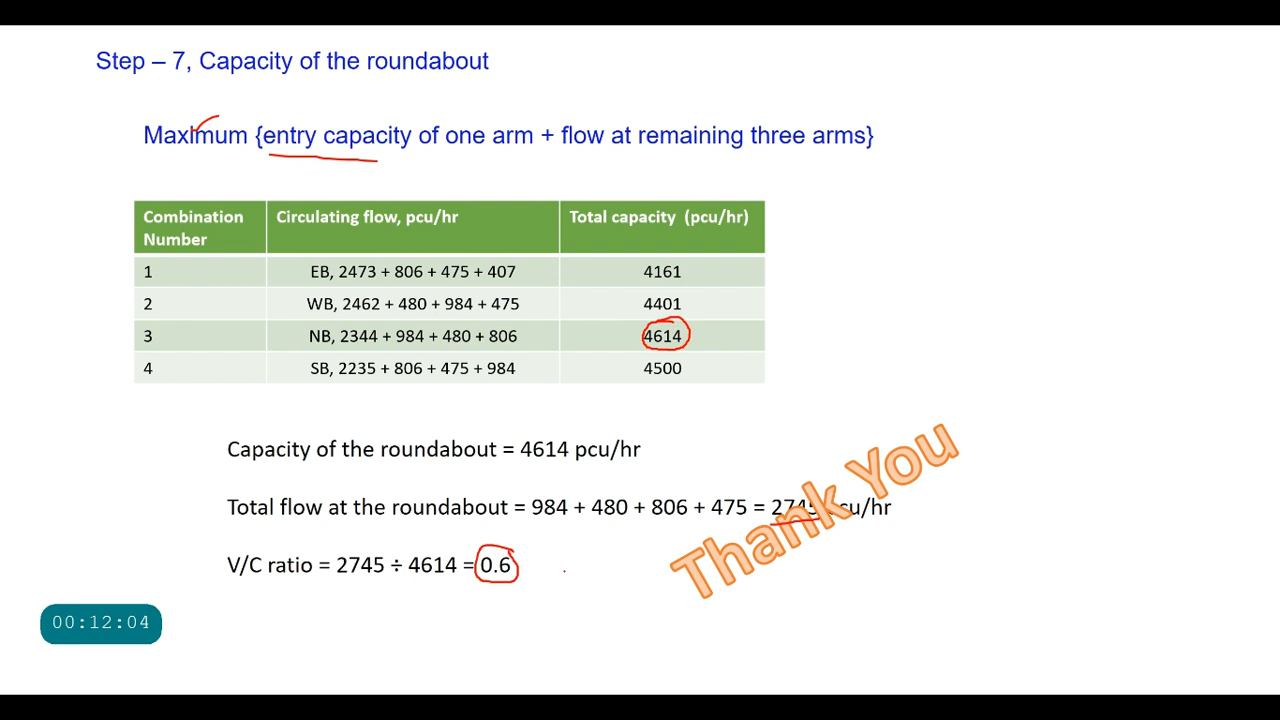 Step – 7, Capacity of the roundabout
Maximum {entry capacity of one arm + flow at remaining three arms}
Combination Number
Circulating flow, pcu/hr
Total capacity (pcu/hr)
1
EB, 2473 + 806 + 475 + 407
4161
2
WB, 2462 + 480 + 984 + 475
4401
3
NB, 2344 + 984 + 480 + 806
4614
4
SB, 2235 + 806 + 475 + 984
4500
Capacity of the roundabout = 4614 pcu/hr
Total flow at the roundabout = 984 + 480 + 806 + 475 = 2745 pcu/hr
V/C ratio = 2745 ÷ 4614 = 0.6
Thank You
00:12:04